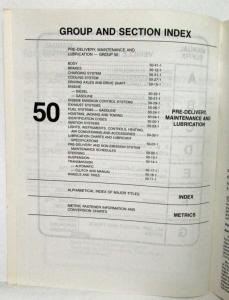 GROUP AND SECTION INDEX
PRE-DELIVERY, MAINTENANCE AND
LUBRICATION — GROUP 50
BODY
BRAKES
CHARGING SYSTEM
COOLING SYSTEM
DRIVING AXLES AND DRIVE SHAFT
ENGINE
— DIESEL
— GASOLINE
ENGINE EMISSION CONTROL SYSTEMS
EXHAUST SYSTEMS
FUEL SYSTEMS — GASOLINE
HOISTING, JACKING AND TOWING
IDENTIFICATION CODES
IGNITION SYSTEMS
LIGHTS, INSTRUMENTS, CONTROLS, HEATING,
AIR CONDITIONING AND ACCESSORIES
LUBRICATION CHARTS AND LUBRICANT
SPECIFICATIONS
PRE-DELIVERY AND NON-EMISSION SYSTEM
MAINTENANCE SCHEDULES
STEERING
SUSPENSION
TRANSMISSION
— AUTOMATIC
— CLUTCH AND MANUAL
WHEELS AND TIRES
50
PRE-DELIVERY,
MAINTENANCE AND
LUBRICATION
ALPHABETICAL INDEX OF MAJOR TITLES
INDEX
METRIC FASTENER INFORMATION AND
CONVERSION CHARTS
METRICS